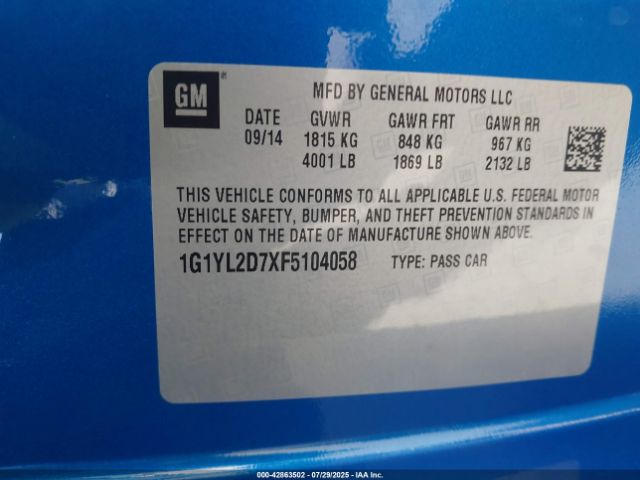 GM ®
MFD BY GENERAL MOTORS LLC
DATE GVWR GAWR FRT GAWR RR
09/14 1815 KG 848 KG 967 KG
4001 LB 1869 LB 2132 LB
THIS VEHICLE CONFORMS TO ALL APPLICABLE U.S. FEDERAL MOTOR
VEHICLE SAFETY, BUMPER, AND THEFT PREVENTION STANDARDS IN
EFFECT ON THE DATE OF MANUFACTURE SHOWN ABOVE.
1G1YL2D7XF5104058 TYPE: PASS CAR
000-42863502 - 07/29/2025 - IAA Inc.